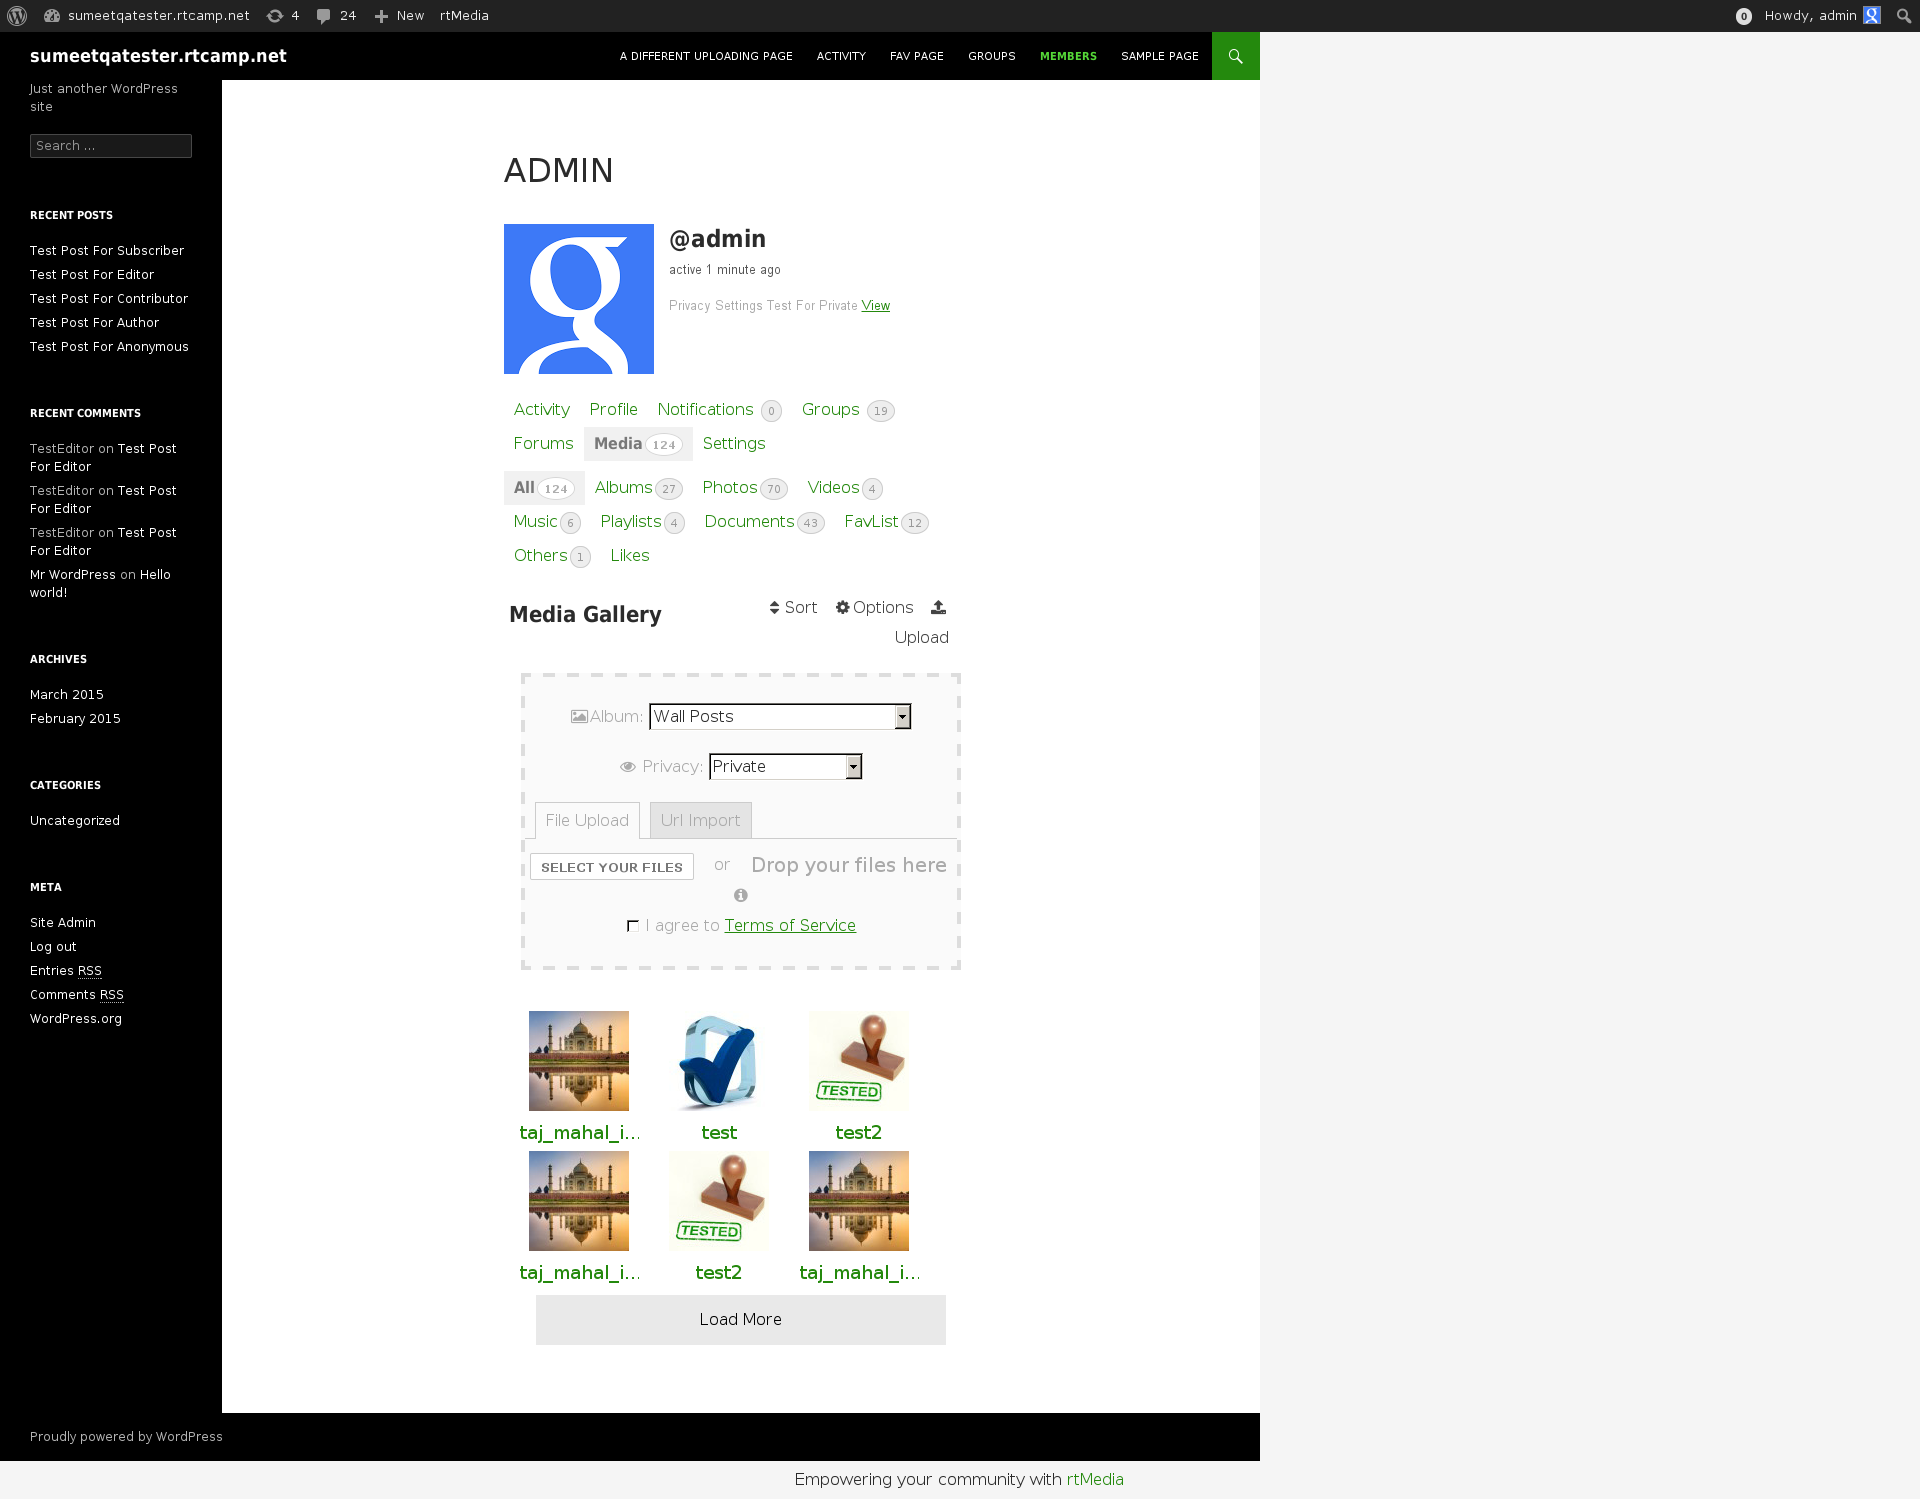 sumeetqatester.rtcamp.net 4 24 New rtMedia 0 Howdy, admin
sumeetqatester.rtcamp.net A DIFFERENT UPLOADING PAGE ACTIVITY FAV PAGE GROUPS MEMBERS SAMPLE PAGE
Just another WordPress
site
Search ...
RECENT POSTS
Test Post For Subscriber
Test Post For Editor
Test Post For Contributor
Test Post For Author
Test Post For Anonymous
RECENT COMMENTS
TestEditor on Test Post
For Editor
TestEditor on Test Post
For Editor
TestEditor on Test Post
For Editor
Mr WordPress on Hello
world!
ARCHIVES
March 2015
February 2015
CATEGORIES
Uncategorized
META
Site Admin
Log out
Entries RSS
Comments RSS
WordPress.org
ADMIN
@admin
active 1 minute ago
Privacy Settings Test For Private View
Activity Profile Notifications 0 Groups 19
Forums Media 124 Settings
All 124 Albums 27 Photos 70 Videos 4
Music 6 Playlists 4 Documents 43 FavList 12
Others 1 Likes
Media Gallery Sort Options
Upload
Album: Wall Posts
Privacy: Private
File Upload Url Import
SELECT YOUR FILES or Drop your files here
I agree to Terms of Service
TESTED
taj_mahal_i... test test2
TESTED
taj_mahal_i... test2 taj_mahal_i...
Load More
Proudly powered by WordPress
Empowering your community with rtMedia